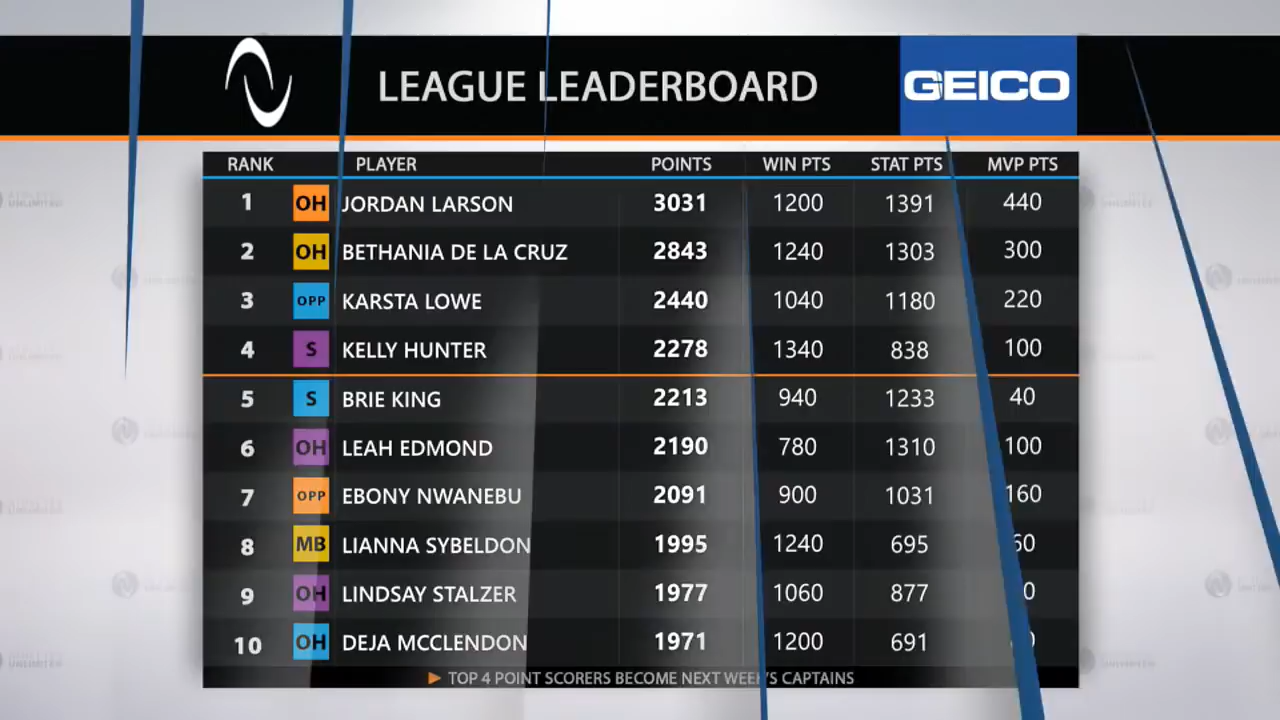 LEAGUE LEADERBOARD GEICO
RANK PLAYER POINTS WIN PTS STAT PTS MVP PTS
1 OH JORDAN LARSON 3031 1200 1391 440
2 OH BETHANIA DE LA CRUZ 2843 1240 1303 300
3 OPP KARSTA LOWE 2440 1040 1180 220
4 S KELLY HUNTER 2278 1340 838 100
5 S BRIE KING 2213 940 1233 40
6 OH LEAH EDMOND 2190 780 1310 100
7 OPP EBONY NWANEBU 2091 900 1031 160
8 MB LIANNA SYBELDON 1995 1240 695 60
9 OH LINDSAY STALZER 1977 1060 877
10 OH DEJA MCCLENDON 1971 1200 691
TOP 4 POINT SCORERS BECOME NEXT WEEK'S CAPTAINS